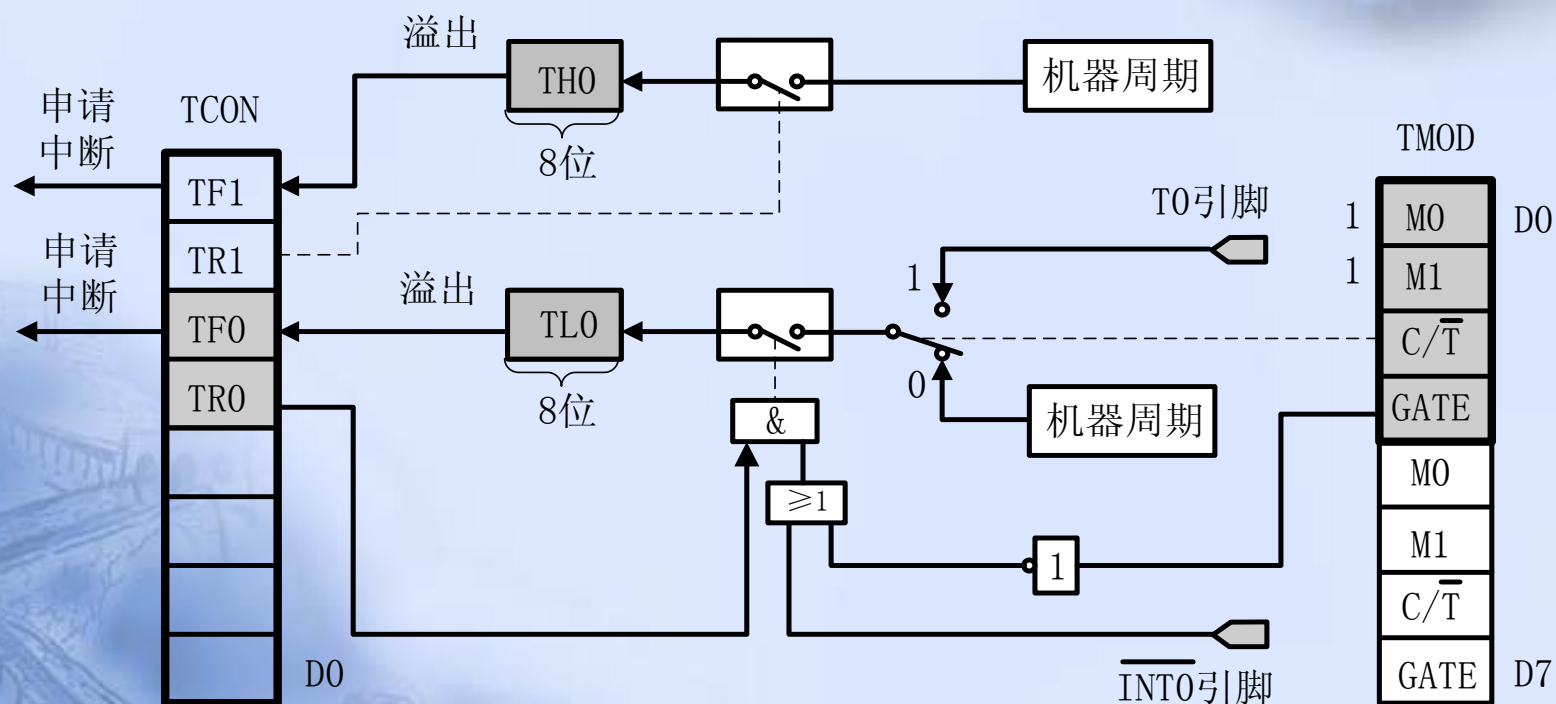 溢出
TH0
8位
机器周期
申请
中断
TCON
TF1
TR1
TF0
TR0
D0
申请
中断
溢出
TL0
8位
&
≥1
1
T0引脚
1
0
机器周期
INT0引脚
TMOD
1
M0
D0
1
M1
C/T̅
GATE
M0
M1
C/T̅
GATE
D7